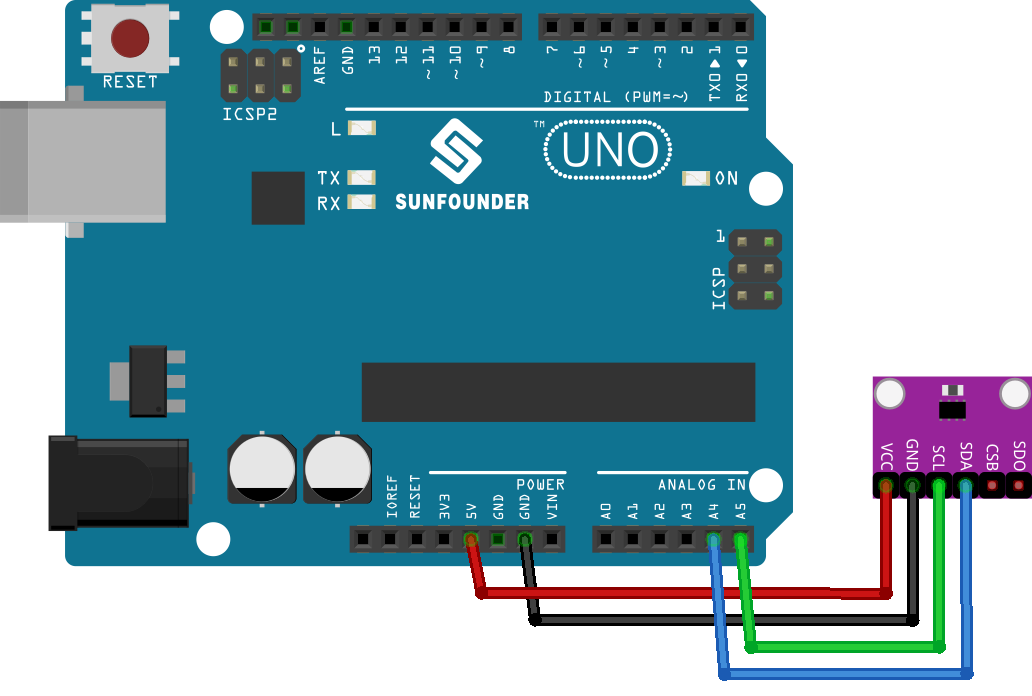 RESET
ICSP2
AREF
GND
13
12
~11
~10
~9
8
7
~6
~5
4
~3
2
TX0▶1
RX0◀0
DIGITAL (PWM=~)
L
TX
RX
SUNFOUNDER
™
UNO
ON
1
ICSP
IOREF
RESET
3V3
5V
GND
GND
VIN
POWER
ANALOG IN
A0
A1
A2
A3
A4
A5
VCC
GND
SCL
SDA
CSB
SDO